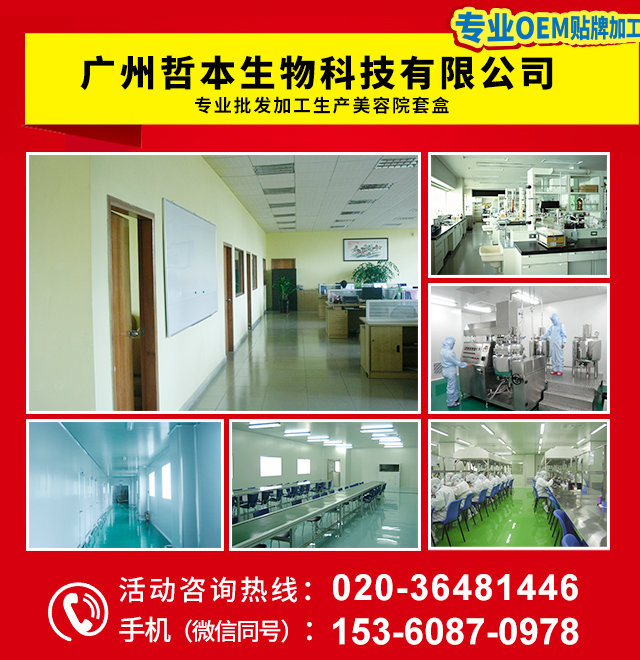 专业OEM贴牌加工
广州哲本生物科技有限公司
专业批发加工生产美容院套盒
活动咨询热线：020-36481446
手机（微信同号）：153-6087-0978